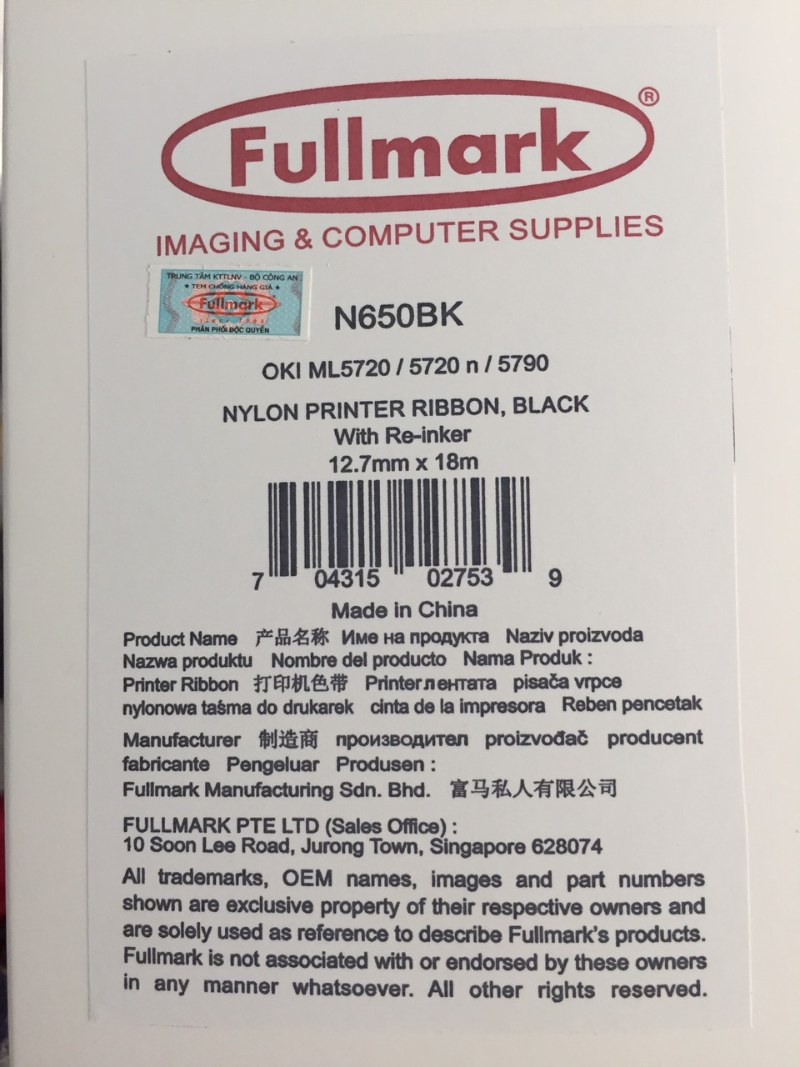 Fullmark®
IMAGING & COMPUTER SUPPLIES
TRUNG TÂM KTTLNV - BỘ CÔNG AN
★ TEM CHỐNG HÀNG GIẢ ★
Fullmark
PHÂN PHỐI ĐỘC QUYỀN
N650BK
OKI ML5720 / 5720 n / 5790
NYLON PRINTER RIBBON, BLACK
With Re-inker
12.7mm x 18m
7 04315 02753 9
Made in China
Product Name 产品名称 Име на продукта Naziv proizvoda
Nazwa produktu Nombre del producto Nama Produk :
Printer Ribbon 打印机色带 Printerлентата pisača vrpce
nylonowa taśma do drukarek cinta de la impresora Reben pencetak
Manufacturer 制造商 производител proizvođač producent
fabricante Pengeluar Produsen :
Fullmark Manufacturing Sdn. Bhd. 富马私人有限公司
FULLMARK PTE LTD (Sales Office) :
10 Soon Lee Road, Jurong Town, Singapore 628074
All trademarks, OEM names, images and part numbers
shown are exclusive property of their respective owners and
are solely used as reference to describe Fullmark's products.
Fullmark is not associated with or endorsed by these owners
in any manner whatsoever. All other rights reserved.